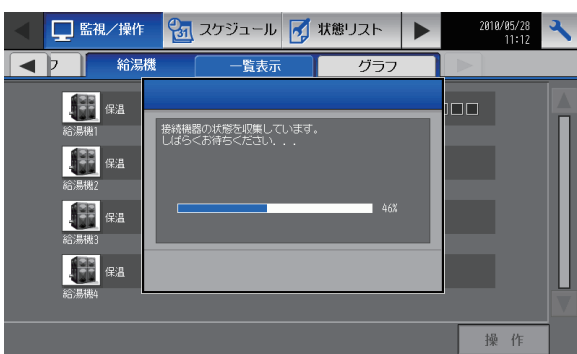 監視／操作
31
スケジュール
状態リスト
2010/05/28
11:12
給湯機
一覧表示
グラフ
保温
給湯機1
接続機器の状態を収集しています。
しばらくお待ちください．．．
保温
給湯機2
46%
保温
給湯機3
保温
給湯機4
操 作